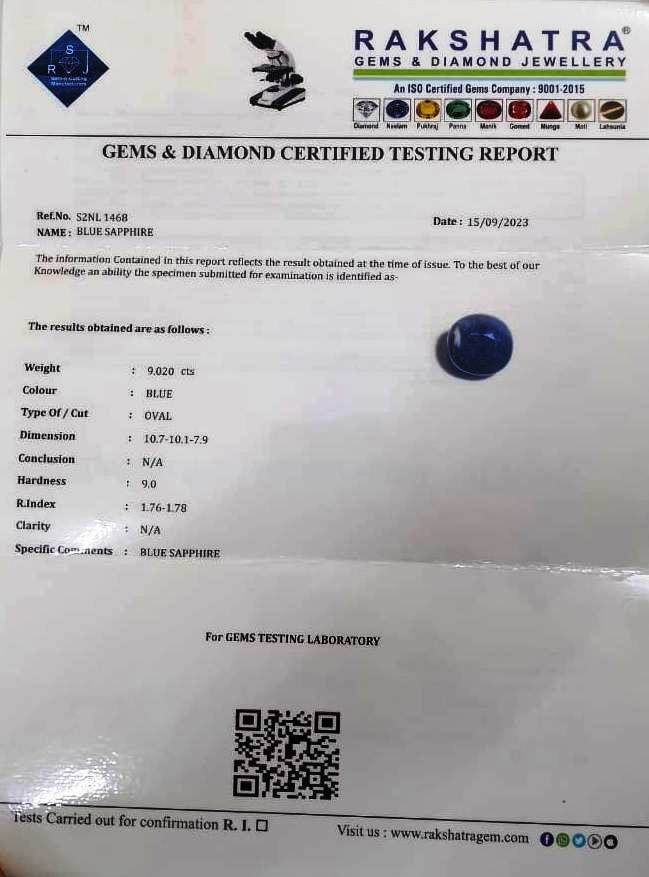 TM
S
R
RAKSHATRA®
GEMS & DIAMOND JEWELLERY
An ISO Certified Gems Company : 9001-2015
Diamond Neelam Pukhraj Panna Manik Gomed Munga Moti Lahsunia
GEMS & DIAMOND CERTIFIED TESTING REPORT
Ref.No. S2NL 1468
Date : 15/09/2023
NAME : BLUE SAPPHIRE
The information Contained in this report reflects the result obtained at the time of issue. To the best of our
Knowledge an ability the specimen submitted for examination is identified as-
The results obtained are as follows :
Weight : 9.020 cts
Colour : BLUE
Type Of / Cut : OVAL
Dimension : 10.7-10.1-7.9
Conclusion : N/A
Hardness : 9.0
R.Index : 1.76-1.78
Clarity : N/A
Specific Comments : BLUE SAPPHIRE
For GEMS TESTING LABORATORY
Tests Carried out for confirmation R. I. ☐
Visit us : www.rakshatragem.com